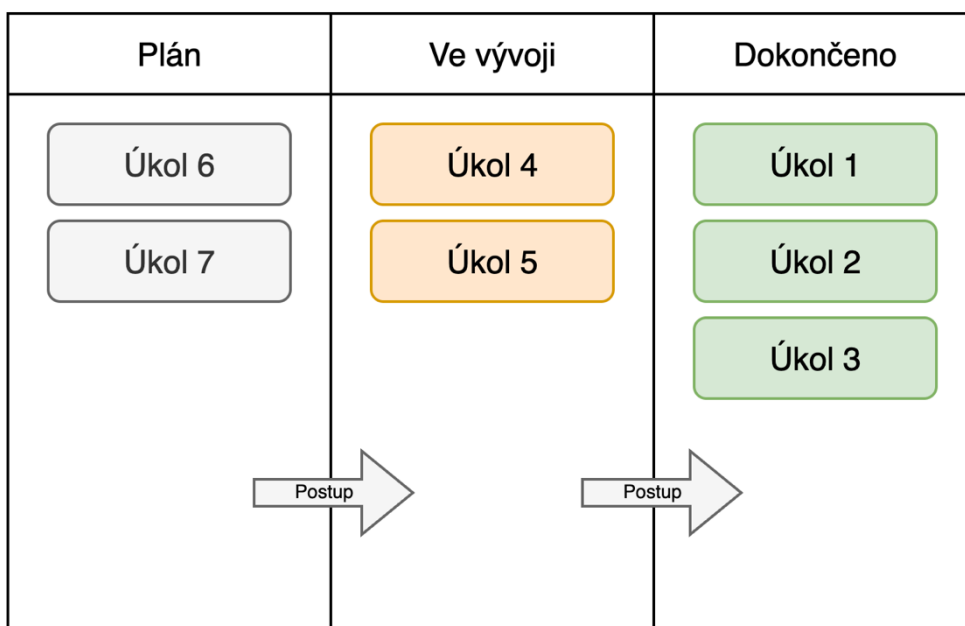 Plán
Ve vývoji
Dokončeno
Úkol 6
Úkol 4
Úkol 1
Úkol 7
Úkol 5
Úkol 2
Úkol 3
Postup
Postup